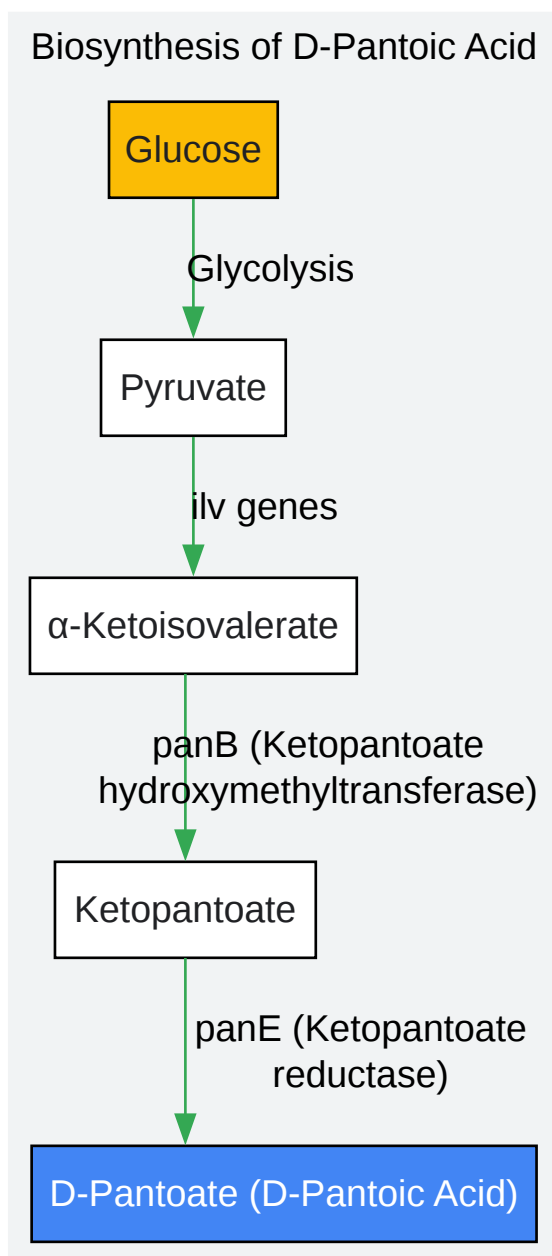 Biosynthesis of D-Pantoic Acid
Glucose
Glycolysis
Pyruvate
ilv genes
α-Ketoisovalerate
panB (Ketopantoate
hydroxymethyltransferase)
Ketopantoate
panE (Ketopantoate
reductase)
D-Pantoate (D-Pantoic Acid)